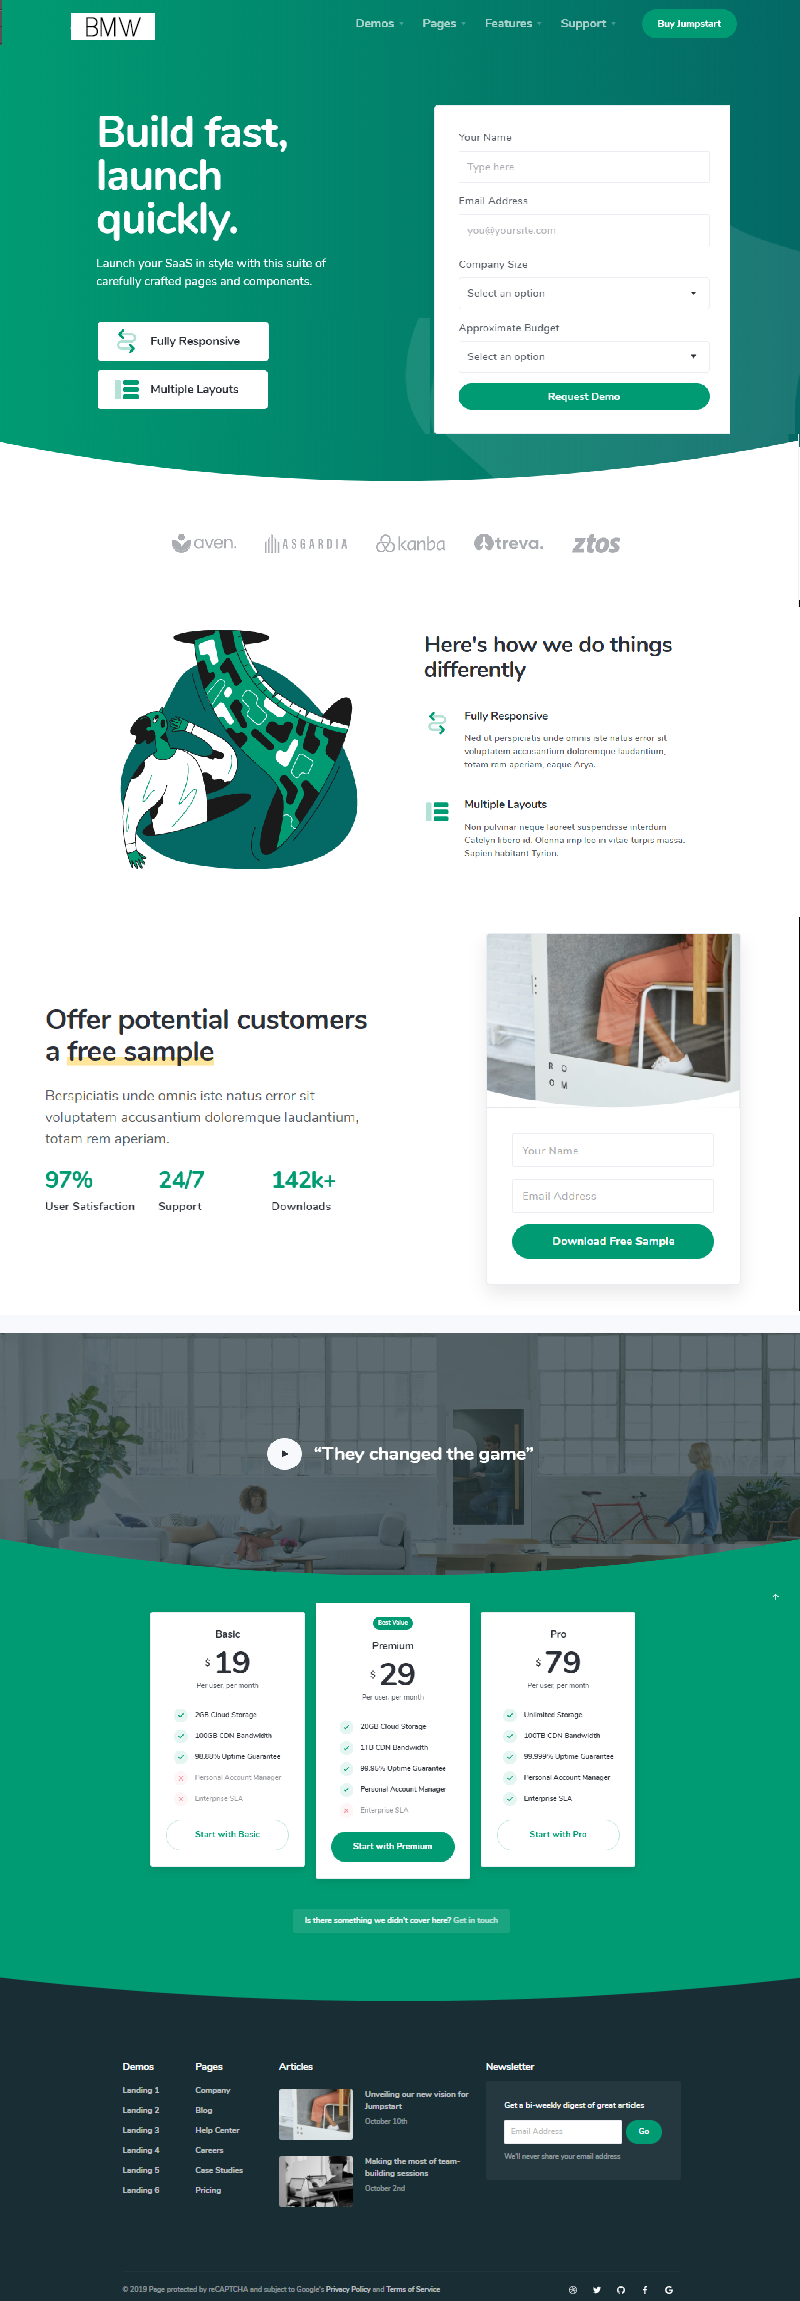 BMW
Demos
Pages
Features
Support
Buy Jumpstart
Build fast,
launch
quickly.
Launch your SaaS in style with this suite of
carefully crafted pages and components.
Fully Responsive
Multiple Layouts
Your Name
Type here
Email Address
you@yoursite.com
Company Size
Select an option
Approximate Budget
Select an option
Request Demo
aven.
ASGARDIA
kanba
treva.
ztos
Here's how we do things
differently
Fully Responsive
Ned ut perspiciatis unde omnis iste natus error sit
voluptatem accusantium doloremque laudantium,
totam rem aperiam, eaque Arya.
Multiple Layouts
Non pulvinar neque laoreet suspendisse interdum
Catelyn libero id. Olenna imp leo in vitae turpis massa.
Sapien habitant Tyrion.
Offer potential customers
a free sample
Berspiciatis unde omnis iste natus error sit
voluptatem accusantium doloremque laudantium,
totam rem aperiam.
97%
User Satisfaction
24/7
Support
142k+
Downloads
R O
O M
Your Name
Email Address
Download Free Sample
“They changed the game”
Basic
$ 19
Per user, per month
2GB Cloud Storage
100GB CDN Bandwidth
98.88% Uptime Guarantee
Personal Account Manager
Enterprise SLA
Start with Basic
Best Value
Premium
$ 29
Per user, per month
20GB Cloud Storage
1TB CDN Bandwidth
99.95% Uptime Guarantee
Personal Account Manager
Enterprise SLA
Start with Premium
Pro
$ 79
Per user, per month
Unlimited Storage
100TB CDN Bandwidth
99.999% Uptime Guarantee
Personal Account Manager
Enterprise SLA
Start with Pro
Is there something we didn't cover here? Get in touch
Demos
Landing 1
Landing 2
Landing 3
Landing 4
Landing 5
Landing 6
Pages
Company
Blog
Help Center
Careers
Case Studies
Pricing
Articles
Unveiling our new vision for
Jumpstart
October 10th
Making the most of team-
building sessions
October 2nd
Newsletter
Get a bi-weekly digest of great articles
Email Address
Go
We'll never share your email address
© 2019 Page protected by reCAPTCHA and subject to Google's Privacy Policy and Terms of Service